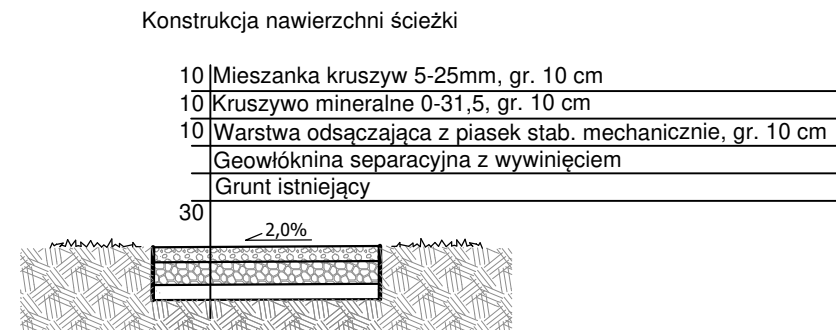 Konstrukcja nawierzchni ścieżki
10 Mieszanka kruszyw 5-25mm, gr. 10 cm
10 Kruszywo mineralne 0-31,5, gr. 10 cm
10 Warstwa odsączająca z piasek stab. mechanicznie, gr. 10 cm
Geowłóknina separacyjna z wywinięciem
Grunt istniejący
30
2,0%